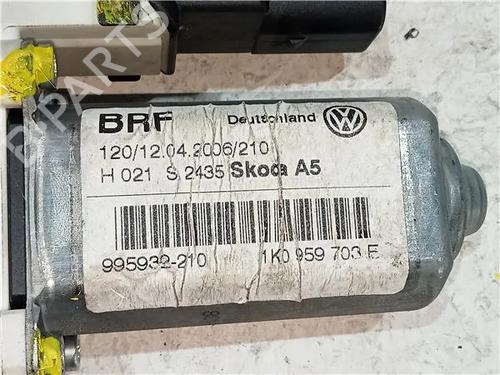 BRF Deutschland
120/12.04.2006/210
H 021 S 2435 Skoda A5
995932-210 1K0 959 703 E